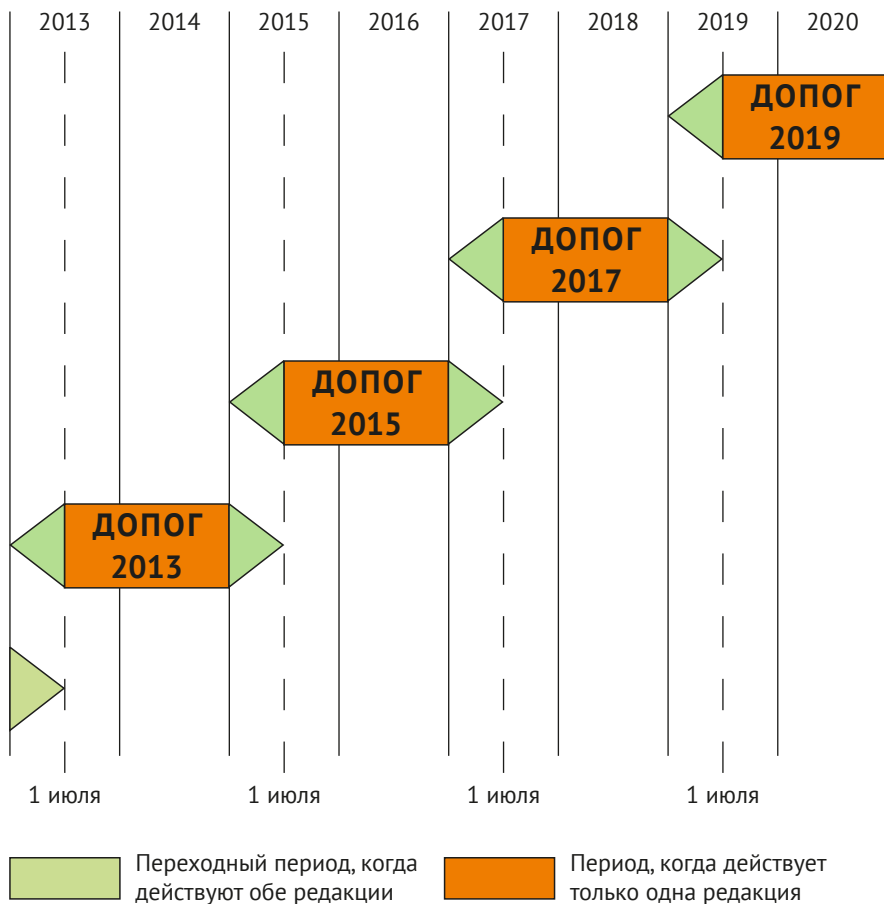 2013 2014 2015 2016 2017 2018 2019 2020
ДОПОГ
2019
ДОПОГ
2017
ДОПОГ
2015
ДОПОГ
2013
1 июля 1 июля 1 июля 1 июля
Переходный период, когда
действуют обе редакции
Период, когда действует
только одна редакция